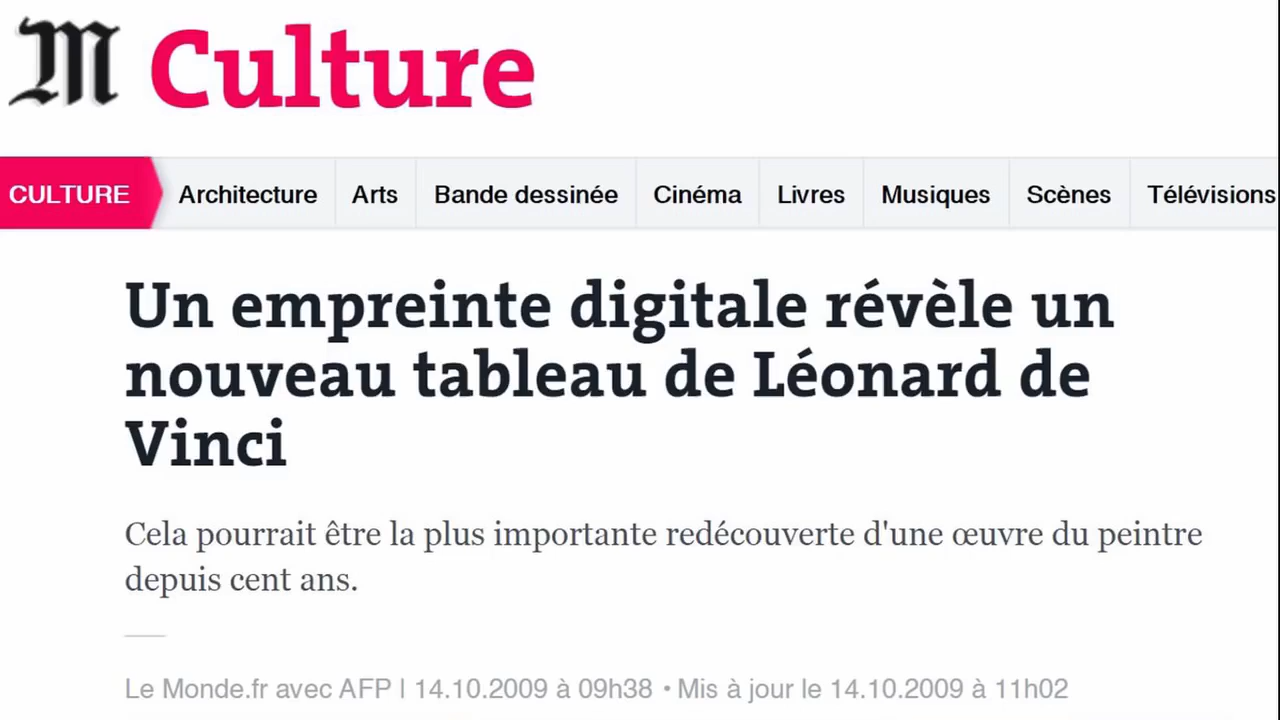 M Culture
CULTURE Architecture Arts Bande dessinée Cinéma Livres Musiques Scènes Télévisions
Un empreinte digitale révèle un
nouveau tableau de Léonard de
Vinci
Cela pourrait être la plus importante redécouverte d'une œuvre du peintre
depuis cent ans.
Le Monde.fr avec AFP | 14.10.2009 à 09h38 • Mis à jour le 14.10.2009 à 11h02